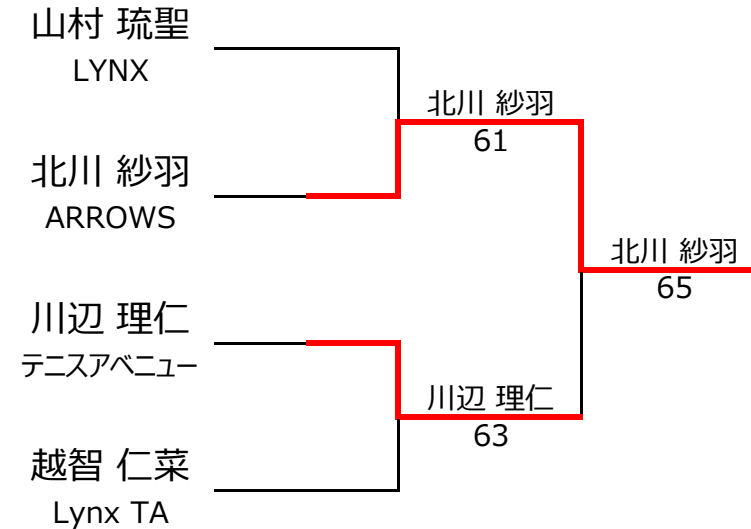 山村 琉聖
LYNX
北川 紗羽
61
北川 紗羽
ARROWS
北川 紗羽
65
川辺 理仁
テニスアベニュー
川辺 理仁
63
越智 仁菜
Lynx TA